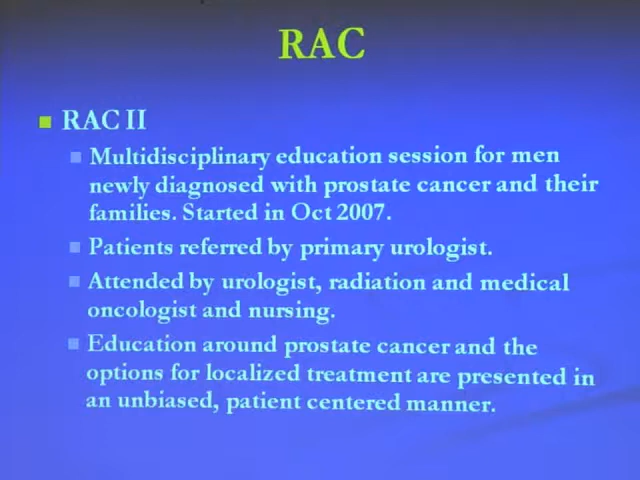 RAC
RAC II
Multidisciplinary education session for men
newly diagnosed with prostate cancer and their
families. Started in Oct 2007.
Patients referred by primary urologist.
Attended by urologist, radiation and medical
oncologist and nursing.
Education around prostate cancer and the
options for localized treatment are presented in
an unbiased, patient centered manner.